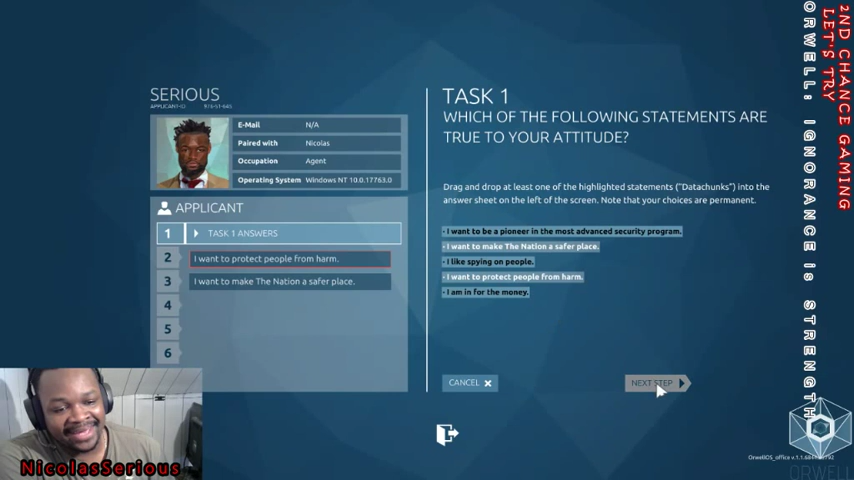 SERIOUS
APPLICANT-ID
E-Mail N/A
Paired with Nicolas
Occupation Agent
Operating System Windows NT 10.0.17763.0
APPLICANT
1 TASK 1 ANSWERS
2 I want to protect people from harm.
3 I want to make The Nation a safer place.
4
5
6
TASK 1
WHICH OF THE FOLLOWING STATEMENTS ARE
TRUE TO YOUR ATTITUDE?
Drag and drop at least one of the highlighted statements ("Datachunks") into the
answer sheet on the left of the screen. Note that your choices are permanent.
- I want to be a pioneer in the most advanced security program.
- I want to make The Nation a safer place.
- I like spying on people.
- I want to protect people from harm.
- I am in for the money.
CANCEL
NEXT STEP
NicolasSerious
2ND CHANCE GAMING
LET'S TRY
ORWELL: IGNORANCE is STRENGTH
ORWELL